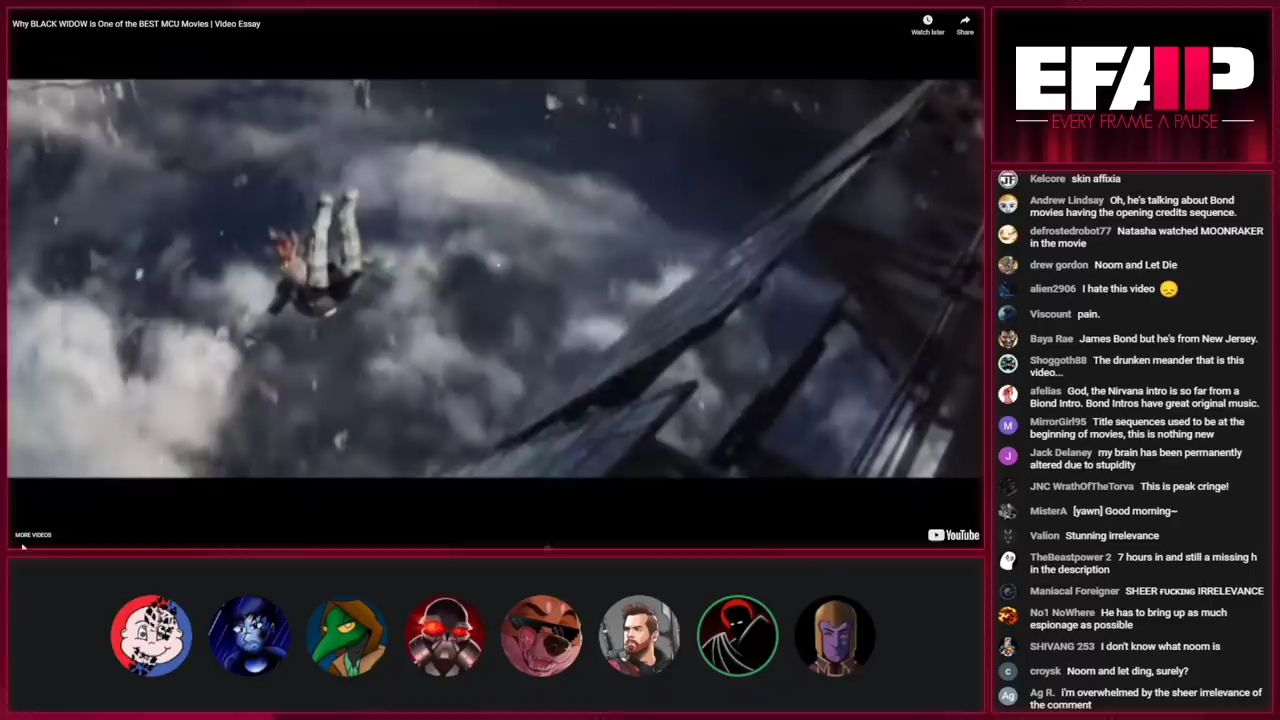 Why BLACK WIDOW is One of the BEST MCU Movies | Video Essay
Watch later
Share
MORE VIDEOS
YouTube
EFAP
EVERY FRAME A PAUSE
Kelcore skin affixia
Andrew Lindsay Oh, he's talking about Bond
movies having the opening credits sequence.
defrostedrobot77 Natasha watched MOONRAKER
in the movie
drew gordon Noom and Let Die
alien2906 I hate this video 😞
Viscount pain.
Baya Rae James Bond but he's from New Jersey.
Shoggoth88 The drunken meander that is this
video...
afelias God, the Nirvana intro is so far from a
Biond Intro. Bond Intros have great original music.
M
MirrorGirl95 Title sequences used to be at the
beginning of movies, this is nothing new
J
Jack Delaney my brain has been permanently
altered due to stupidity
JNC WrathOfTheTorva This is peak cringe!
MisterA [yawn] Good morning~
Valion Stunning irrelevance
TheBeastpower 2 7 hours in and still a missing h
in the description
Maniacal Foreigner SHEER ꜰᴜᴄᴋɪɴɢ IRRELEVANCE
No1 NoWhere He has to bring up as much
espionage as possible
SHIVANG 253 I don't know what noom is
c
croysk Noom and let ding, surely?
Ag
Ag R. i'm overwhelmed by the sheer irrelevance of
the comment